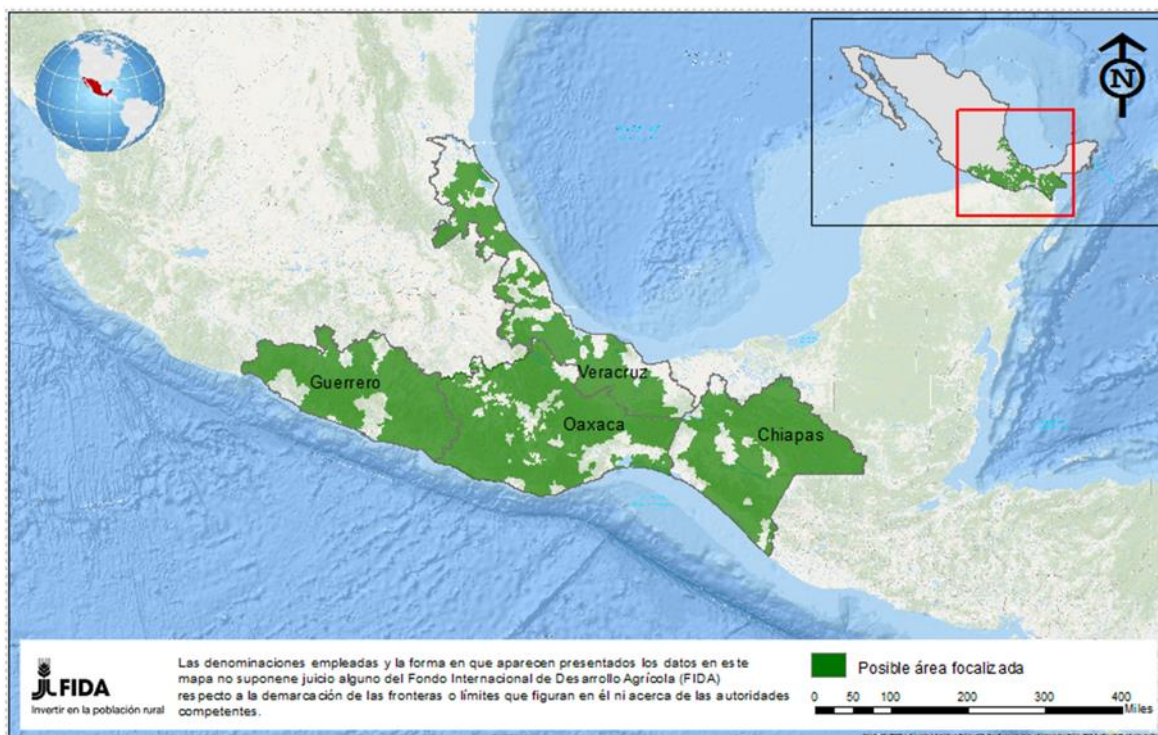 N
Guerrero
Veracruz
Oaxaca
Chiapas
FIDA
Invertir en la población rural
Las denominaciones empleadas y la forma en que aparecen presentados los datos en este
mapa no suponene juicio alguno del Fondo Internacional de Desarrollo Agrícola (FIDA)
respecto a la demarcación de las fronteras o límites que figuran en él ni acerca de las autoridades
competentes.
Posible área focalizada
0 50 100 200 300 400
Miles